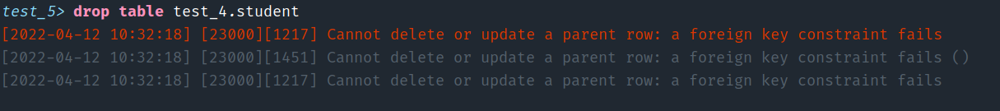 test_5> drop table test_4.student
[2022-04-12 10:32:18] [23000][1217] Cannot delete or update a parent row: a foreign key constraint fails
[2022-04-12 10:32:18] [23000][1451] Cannot delete or update a parent row: a foreign key constraint fails ()
[2022-04-12 10:32:18] [23000][1217] Cannot delete or update a parent row: a foreign key constraint fails